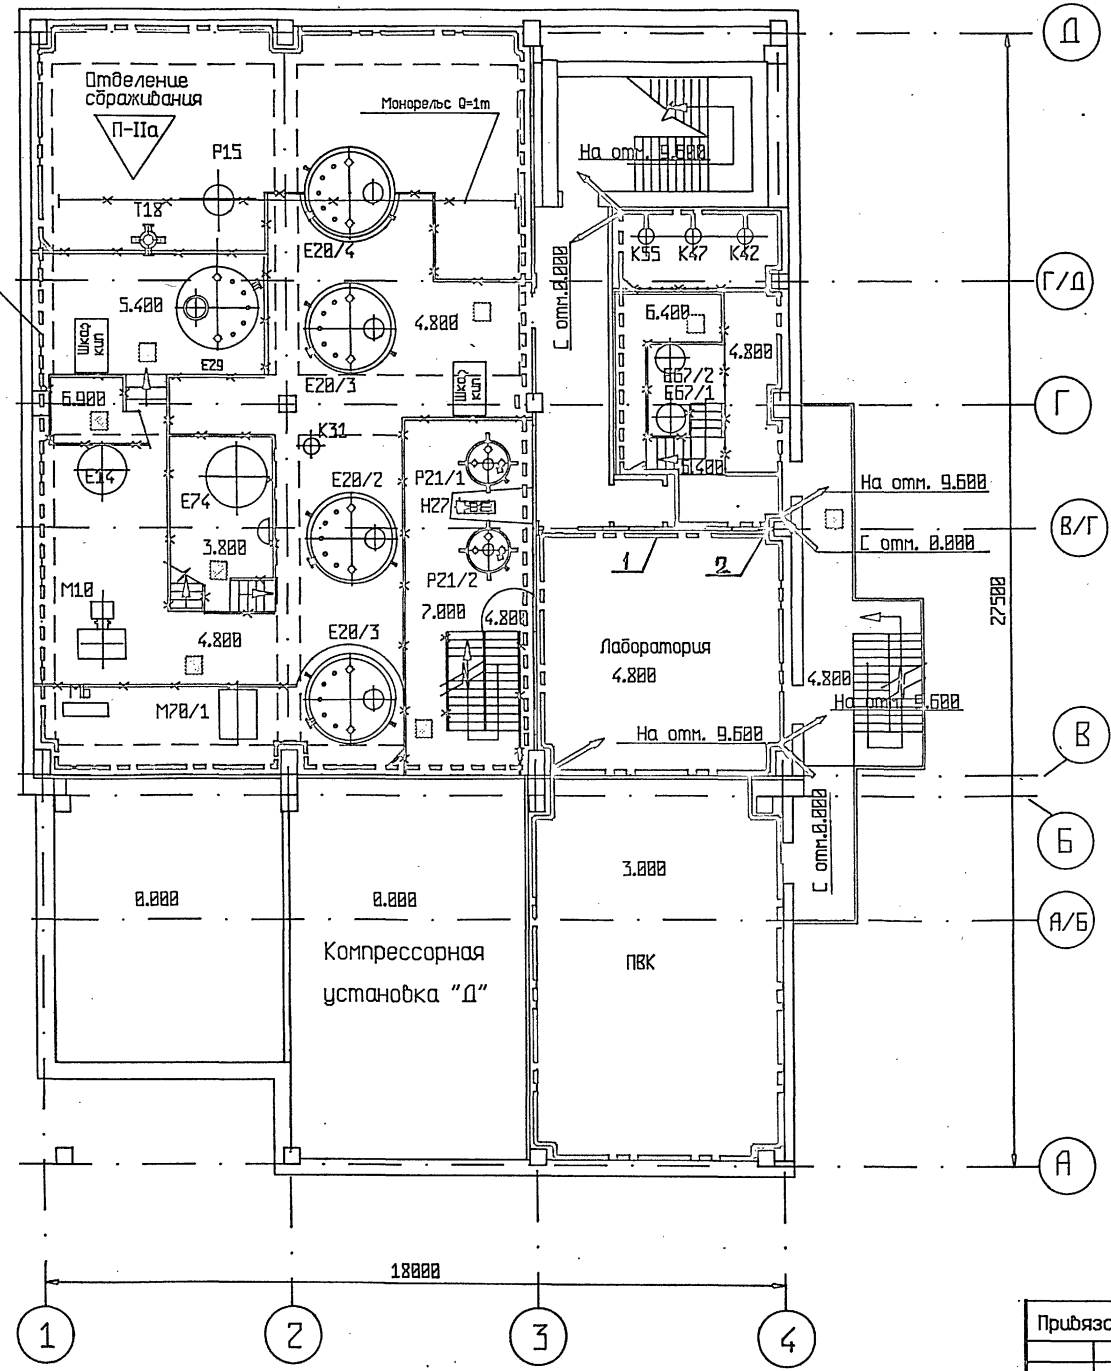 Д
Отделение
сбраживания
П-IIа
Монорельс Q=1т
Р15
На отм. 9.600
Т18
Е20/4
К55
К47
К42
Г/Д
С отм.0.000
5.400
4.800
6.400
Шкаф
кип
Е29
4.800
Е20/3
Шкаф
кип
Е67/2
Е67/1
6.900
Г
К31
Е14
Е74
Е20/2
Р21/1
6.400
На отм. 9.600
Н27
В/Г
3.800
1
2
С отм. 0.000
М10
Р21/2
7.000
4.800
27500
4.800
Е20/3
Лаборатория
4.800
4.800
М6
М70/1
На отм. 9.600
На отм. 9.600
В
С отм.0.000
Б
0.000
0.000
3.000
А/Б
Компрессорная
установка "Д"
ПВК
А
18000
1
2
3
4
Привязо